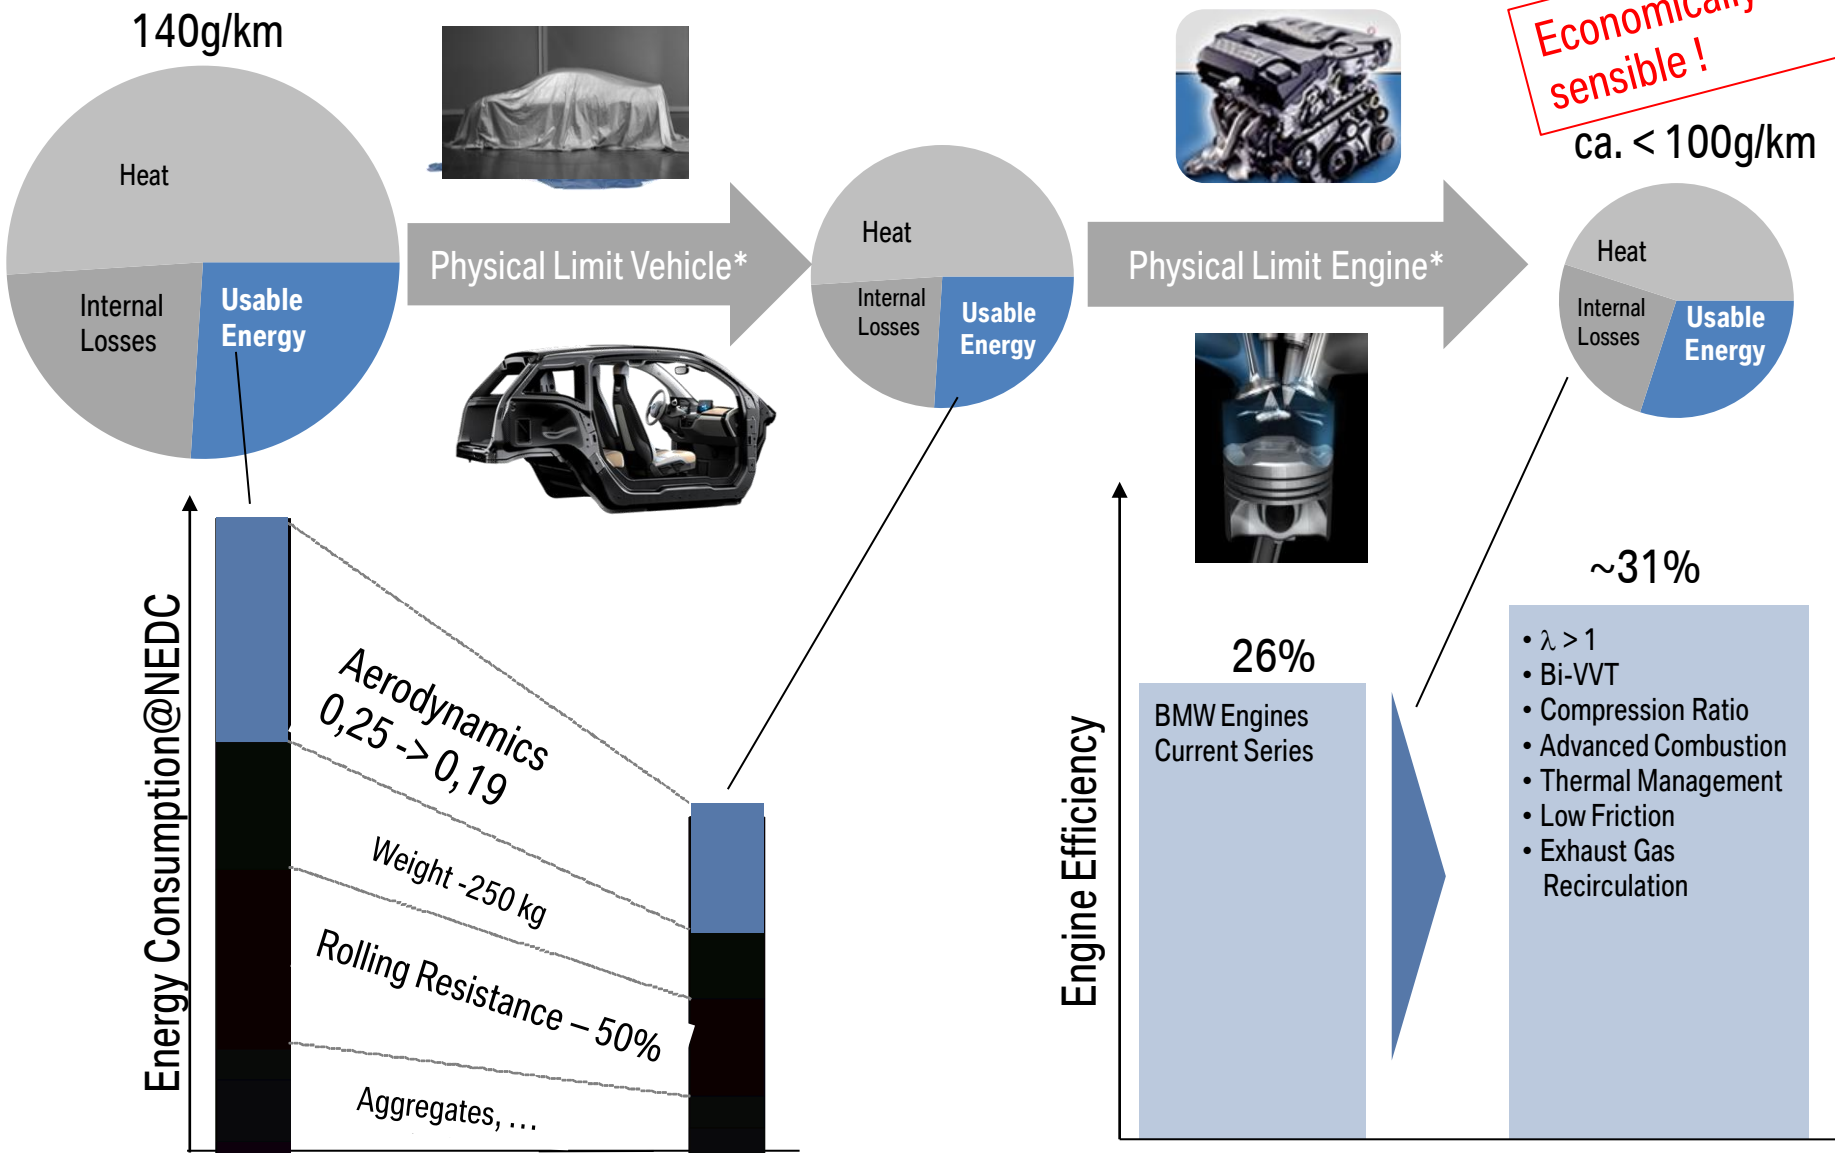 140g/km
Economically
sensible !
ca. < 100g/km
Heat
Internal
Losses
Usable
Energy
Physical Limit Vehicle*
Heat
Internal
Losses
Usable
Energy
Physical Limit Engine*
Heat
Internal
Losses
Usable
Energy
Energy Consumption@NEDC
Aerodynamics
0,25 -> 0,19
Weight -250 kg
Rolling Resistance – 50%
Aggregates, …
Engine Efficiency
26%
BMW Engines
Current Series
~31%
• λ > 1
• Bi-VVT
• Compression Ratio
• Advanced Combustion
• Thermal Management
• Low Friction
• Exhaust Gas
Recirculation